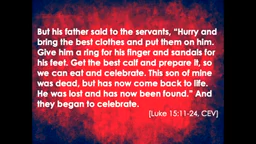 But his father said to the servants, “Hurry and
bring the best clothes and put them on him.
Give him a ring for his finger and sandals for
his feet. Get the best calf and prepare it, so
we can eat and celebrate. This son of mine
was dead, but has now come back to life.
He was lost and has now been found.” And
they began to celebrate.
[Luke 15:11-24, CEV]